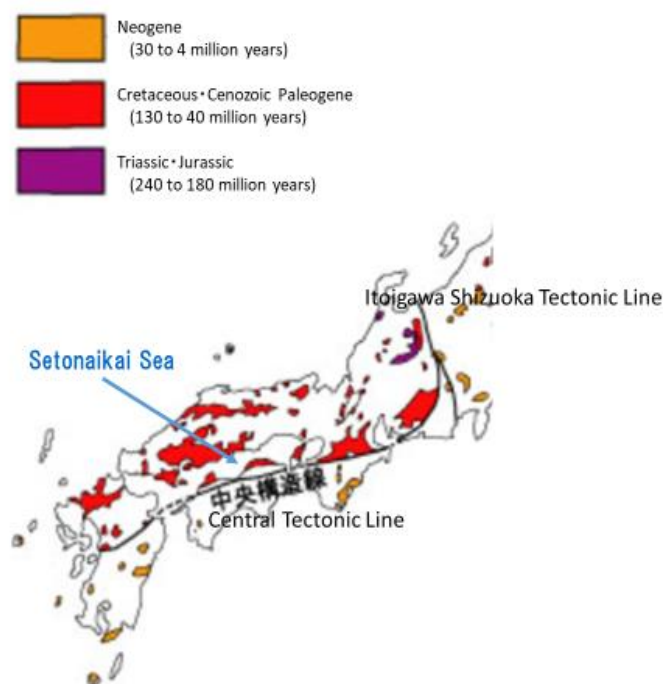 Neogene
(30 to 4 million years)
Cretaceous・Cenozoic Paleogene
(130 to 40 million years)
Triassic・Jurassic
(240 to 180 million years)
Itoigawa Shizuoka Tectonic Line
Setonaikai Sea
中央構造線
Central Tectonic Line